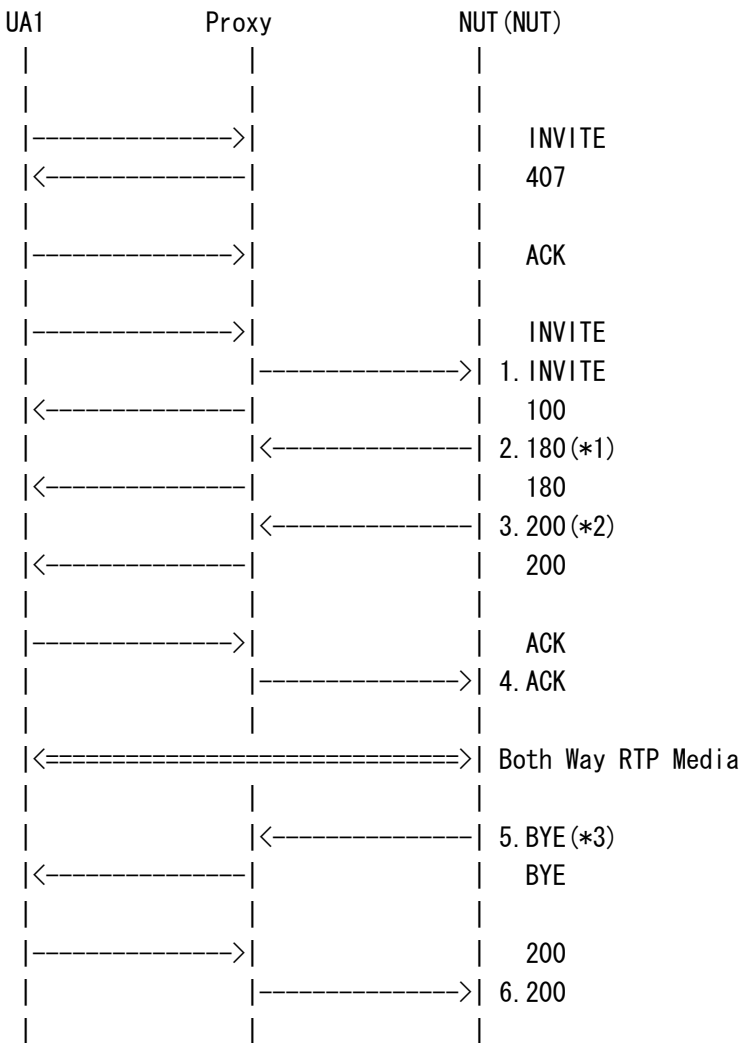 UA1 Proxy NUT(NUT)
| | |
| | |
|-------------->| | INVITE
|<--------------| | 407
| | |
|-------------->| | ACK
| | |
|-------------->| | INVITE
| |-------------->| 1.INVITE
|<--------------| | 100
| |<--------------| 2.180(*1)
|<--------------| | 180
| |<--------------| 3.200(*2)
|<--------------| | 200
| | |
|-------------->| | ACK
| |-------------->| 4.ACK
| | |
|<=============================>| Both Way RTP Media
| | |
| |<--------------| 5.BYE(*3)
|<--------------| | BYE
| | |
|-------------->| | 200
| |-------------->| 6.200
| | |